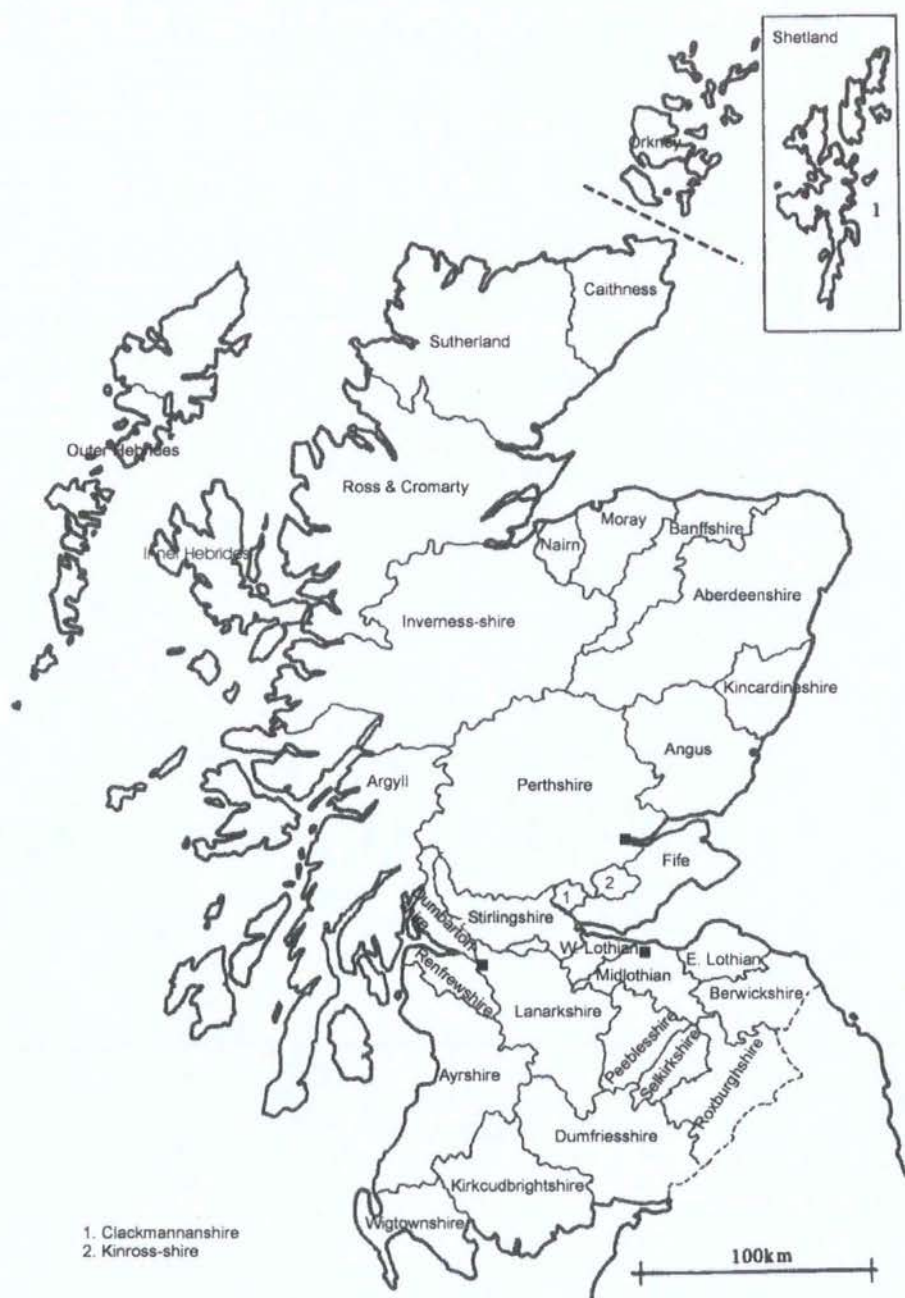 Shetland
Orkney
1
Caithness
Sutherland
Outer Hebrides
Ross & Cromarty
Moray
Banffshire
Nairn
Inner Hebrides
Aberdeenshire
Inverness-shire
Kincardineshire
Angus
Argyll
Perthshire
Fife
2
1
Dumbarton
shire
Stirlingshire
W. Lothian
E. Lothian
Midlothian
Renfrewshire
Berwickshire
Lanarkshire
Peeblesshire
Selkirkshire
Roxburghshire
Ayrshire
Dumfriesshire
Kirkcudbrightshire
Wigtownshire
1. Clackmannanshire
2. Kinross-shire
100km